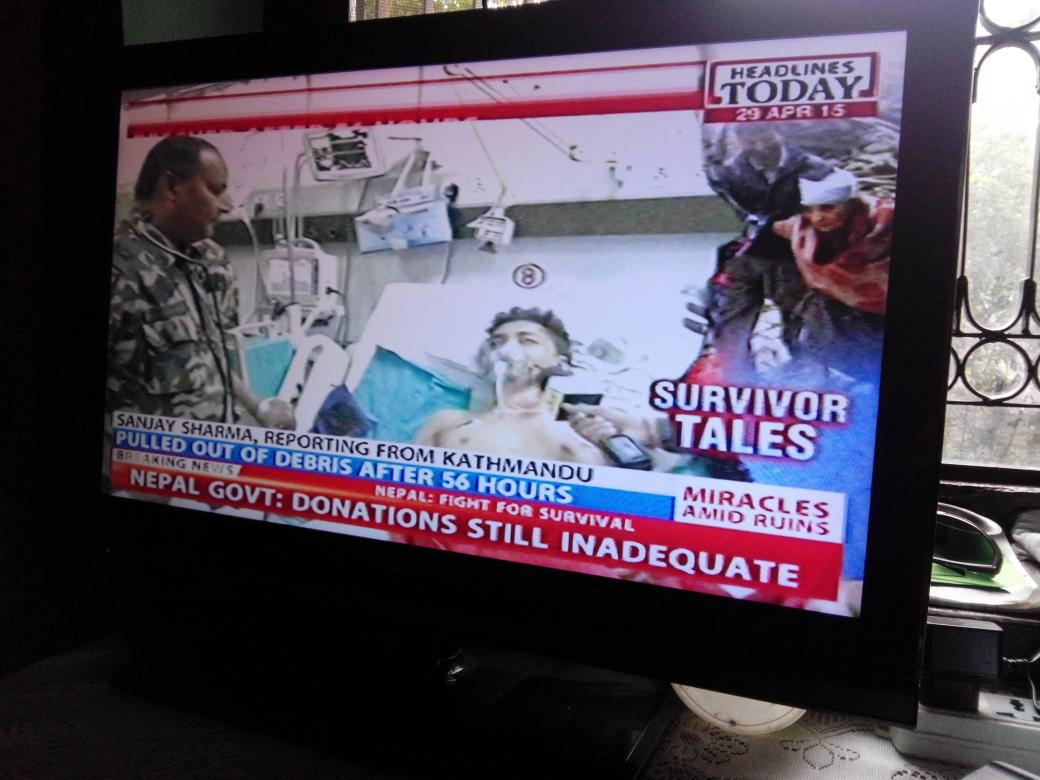 HEADLINES
TODAY
29 APR 15
8
SURVIVOR
TALES
SANJAY SHARMA, REPORTING FROM KATHMANDU
PULLED OUT OF DEBRIS AFTER 56 HOURS
BREAKING NEWS
NEPAL: FIGHT FOR SURVIVAL
MIRACLES
AMID RUINS
NEPAL GOVT: DONATIONS STILL INADEQUATE